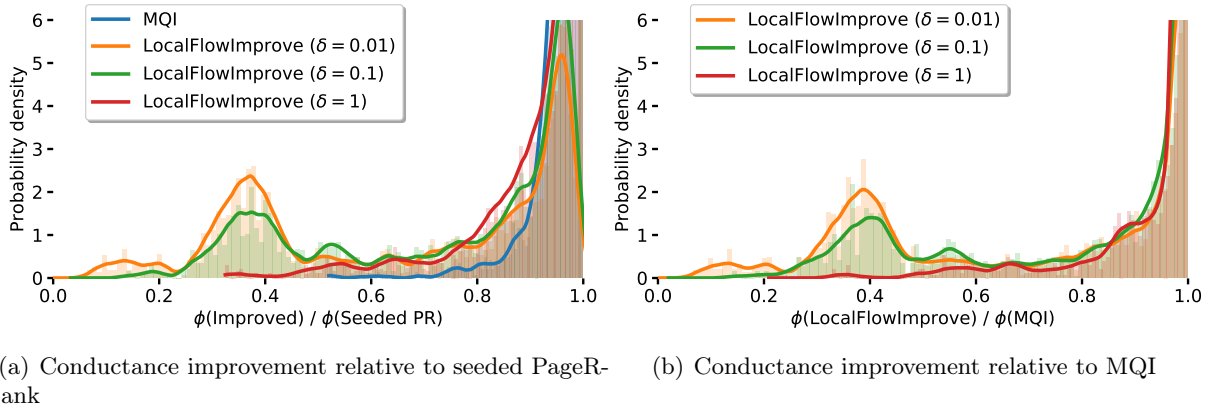 MQI
LocalFlowImprove (δ = 0.01)
LocalFlowImprove (δ = 0.1)
LocalFlowImprove (δ = 1)
Probability density
6
5
4
3
2
1
0
0.0 0.2 0.4 0.6 0.8 1.0
ϕ(Improved) / ϕ(Seeded PR)
(a) Conductance improvement relative to seeded PageR-
ank
LocalFlowImprove (δ = 0.01)
LocalFlowImprove (δ = 0.1)
LocalFlowImprove (δ = 1)
Probability density
6
5
4
3
2
1
0
0.0 0.2 0.4 0.6 0.8 1.0
ϕ(LocalFlowImprove) / ϕ(MQI)
(b) Conductance improvement relative to MQI